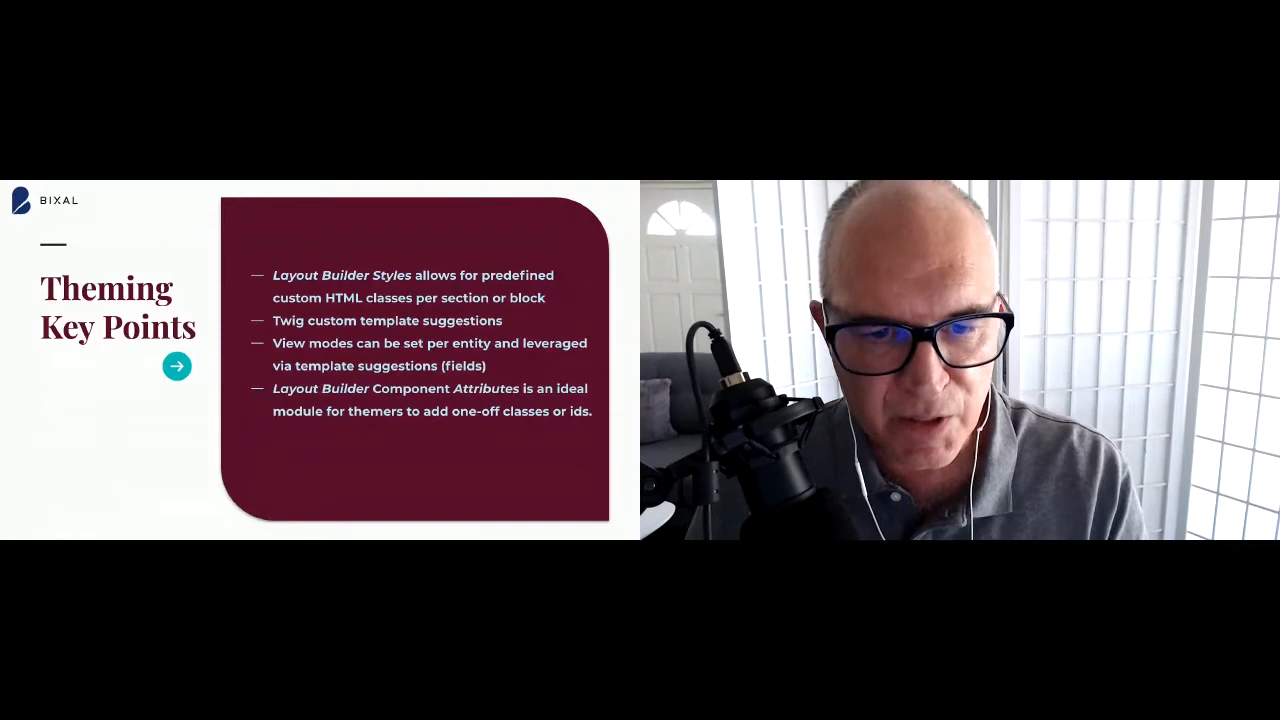 BIXAL
Theming
Key Points
— Layout Builder Styles allows for predefined
custom HTML classes per section or block
— Twig custom template suggestions
— View modes can be set per entity and leveraged
via template suggestions (fields)
— Layout Builder Component Attributes is an ideal
module for themers to add one-off classes or ids.